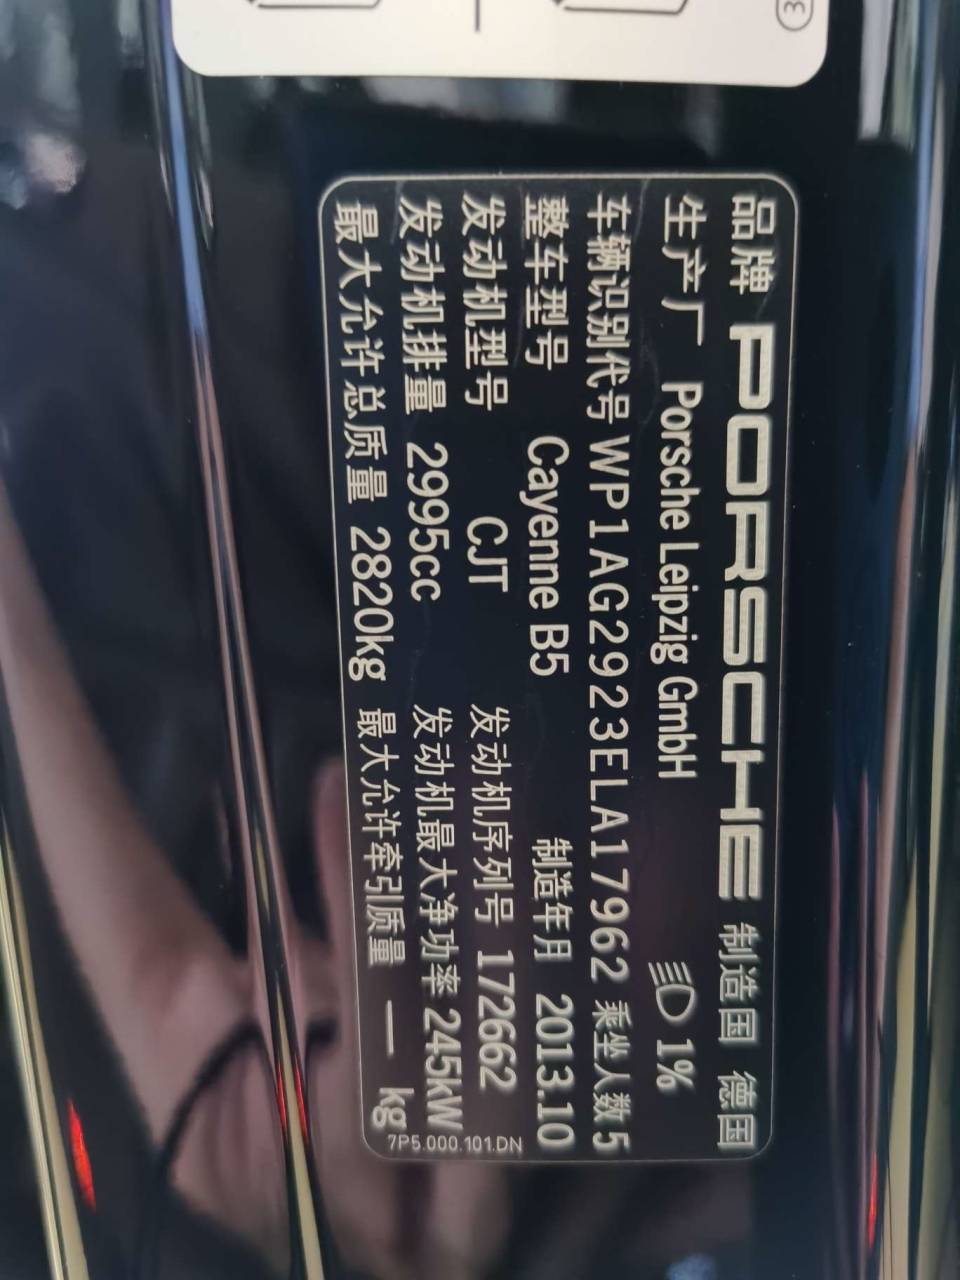 品牌 PORSCHE 制造国 德国
生产厂 Porsche Leipzig GmbH 1%
车辆识别代号 WP1AG2923ELA17962 乘坐人数 5
整车型号 Cayenne B5 制造年月 2013.10
发动机型号 CJT 发动机序列号 172662
发动机排量 2995cc 发动机最大净功率 245kW
最大允许总质量 2820kg 最大允许牵引质量 — kg
7P5.000.101.DN